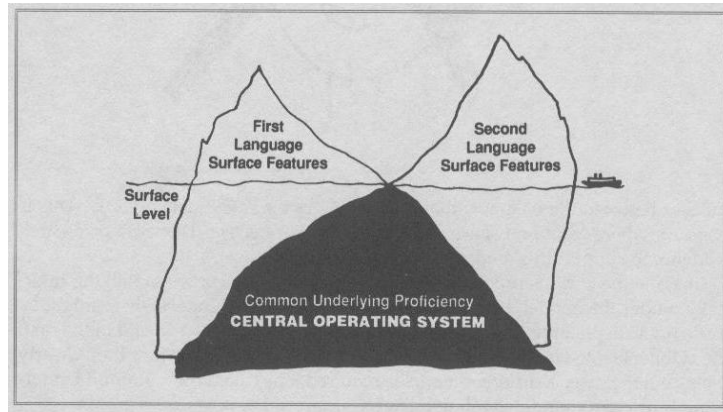 First
Language
Surface Features
Second
Language
Surface Features
Surface
Level
Common Underlying Proficiency
CENTRAL OPERATING SYSTEM